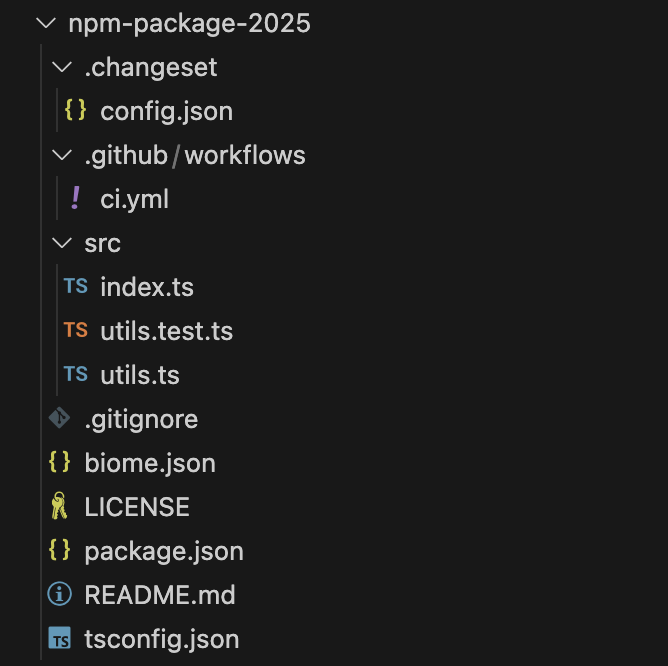 npm-package-2025
.changeset
{} config.json
.github/workflows
! ci.yml
src
TS index.ts
TS utils.test.ts
TS utils.ts
.gitignore
{} biome.json
LICENSE
{} package.json
README.md
TS tsconfig.json